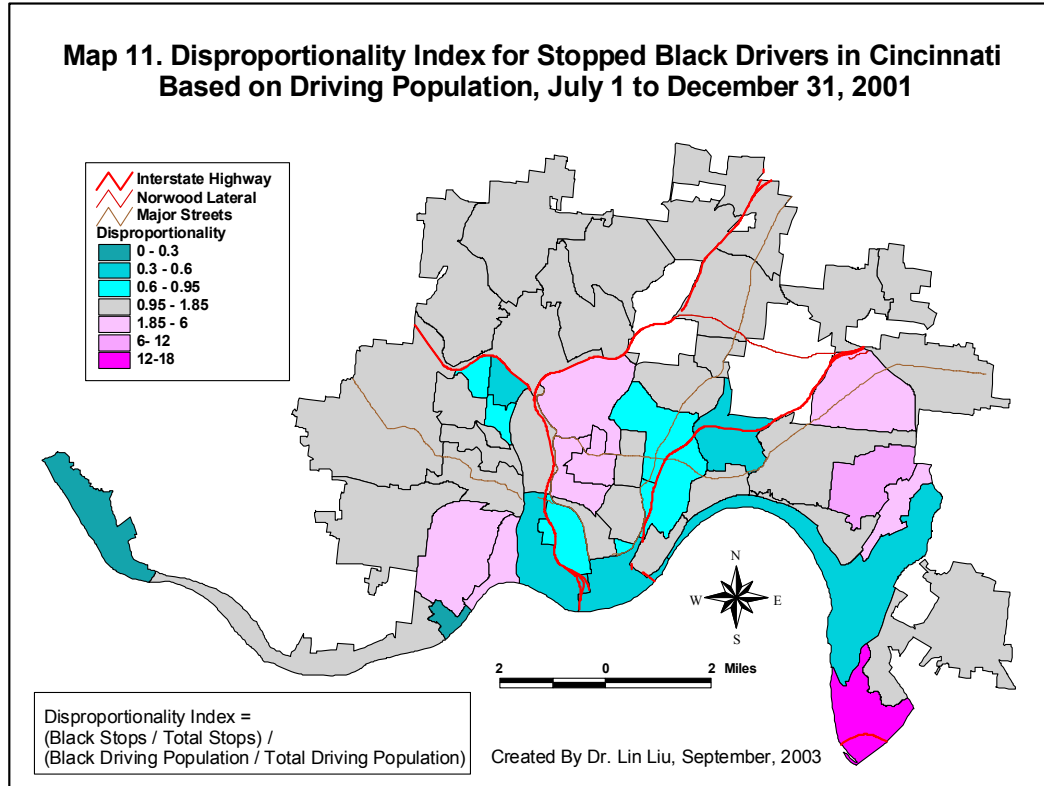 Map 11. Disproportionality Index for Stopped Black Drivers in Cincinnati
Based on Driving Population, July 1 to December 31, 2001
Interstate Highway
Norwood Lateral
Major Streets
Disproportionality
0 - 0.3
0.3 - 0.6
0.6 - 0.95
0.95 - 1.85
1.85 - 6
6- 12
12-18
N
W E
S
2 0 2 Miles
Disproportionality Index =
(Black Stops / Total Stops) /
(Black Driving Population / Total Driving Population)
Created By Dr. Lin Liu, September, 2003